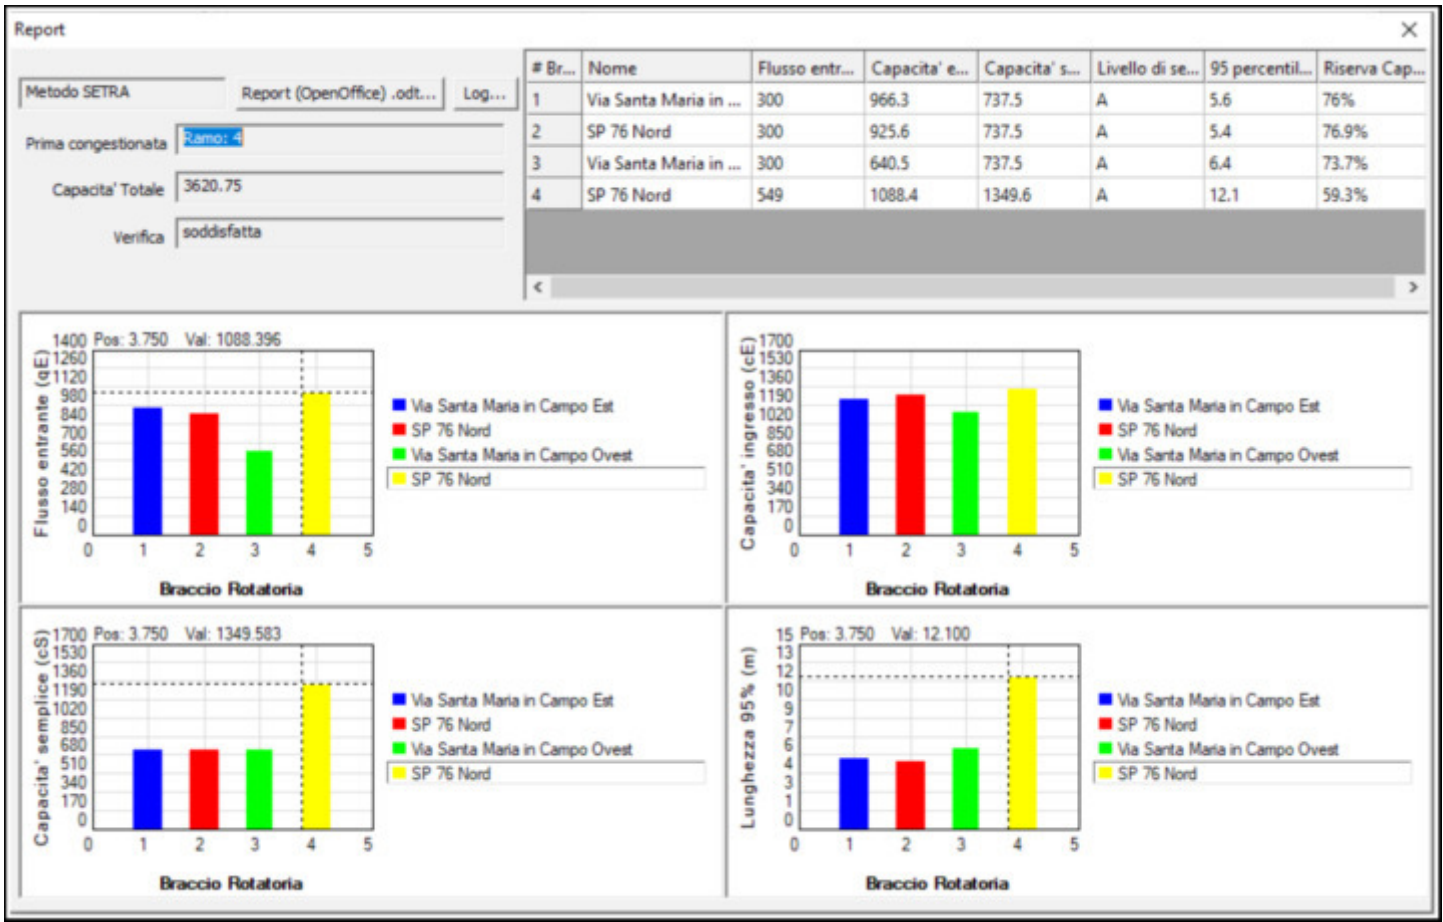 Report
Metodo SETRA
Report (OpenOffice) .odt...
Log...
Prima congestionata Ramo: 4
Capacita' Totale 3620.75
Verifica soddisfatta
# Br... Nome Flusso entr... Capacita' e... Capacita' s... Livello di se... 95 percentil... Riserva Cap...
1 Via Santa Maria in ... 300 966.3 737.5 A 5.6 76%
2 SP 76 Nord 300 925.6 737.5 A 5.4 76.9%
3 Via Santa Maria in ... 300 640.5 737.5 A 6.4 73.7%
4 SP 76 Nord 549 1088.4 1349.6 A 12.1 59.3%
Pos: 3.750 Val: 1088.396
Flusso entrante (qE)
1400
1260
1120
980
840
700
560
420
280
140
0
0 1 2 3 4 5
Braccio Rotatoria
Via Santa Maria in Campo Est
SP 76 Nord
Via Santa Maria in Campo Ovest
SP 76 Nord
Capacita' ingresso (cE)
1700
1530
1360
1190
1020
850
680
510
340
170
0
0 1 2 3 4 5
Braccio Rotatoria
Via Santa Maria in Campo Est
SP 76 Nord
Via Santa Maria in Campo Ovest
SP 76 Nord
Pos: 3.750 Val: 1349.583
Capacita' semplice (cS)
1700
1530
1360
1190
1020
850
680
510
340
170
0
0 1 2 3 4 5
Braccio Rotatoria
Via Santa Maria in Campo Est
SP 76 Nord
Via Santa Maria in Campo Ovest
SP 76 Nord
Pos: 3.750 Val: 12.100
Lunghezza 95% (m)
15
13
12
10
9
7
6
4
3
1
0
0 1 2 3 4 5
Braccio Rotatoria
Via Santa Maria in Campo Est
SP 76 Nord
Via Santa Maria in Campo Ovest
SP 76 Nord